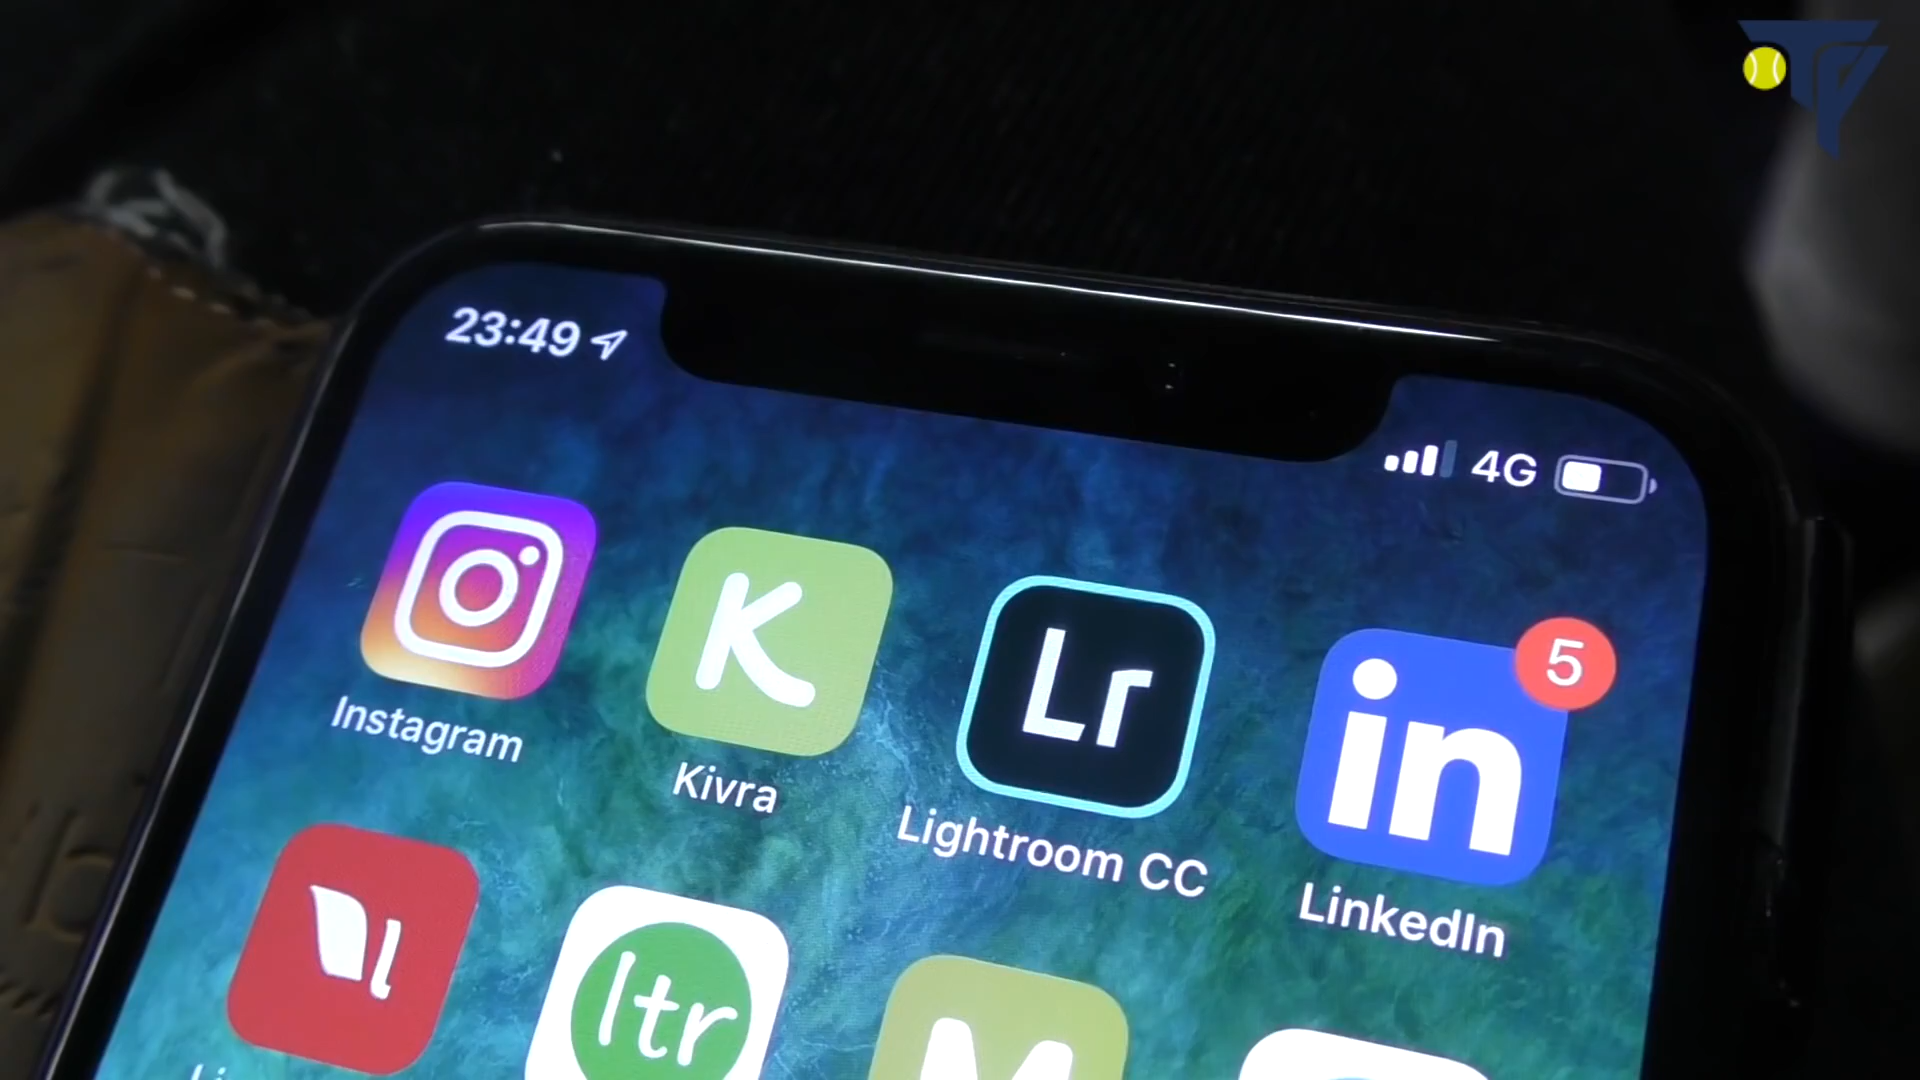 23:49
4G
K
Lr
in
5
Instagram
Kivra
Lightroom CC
LinkedIn
l
ltr
M